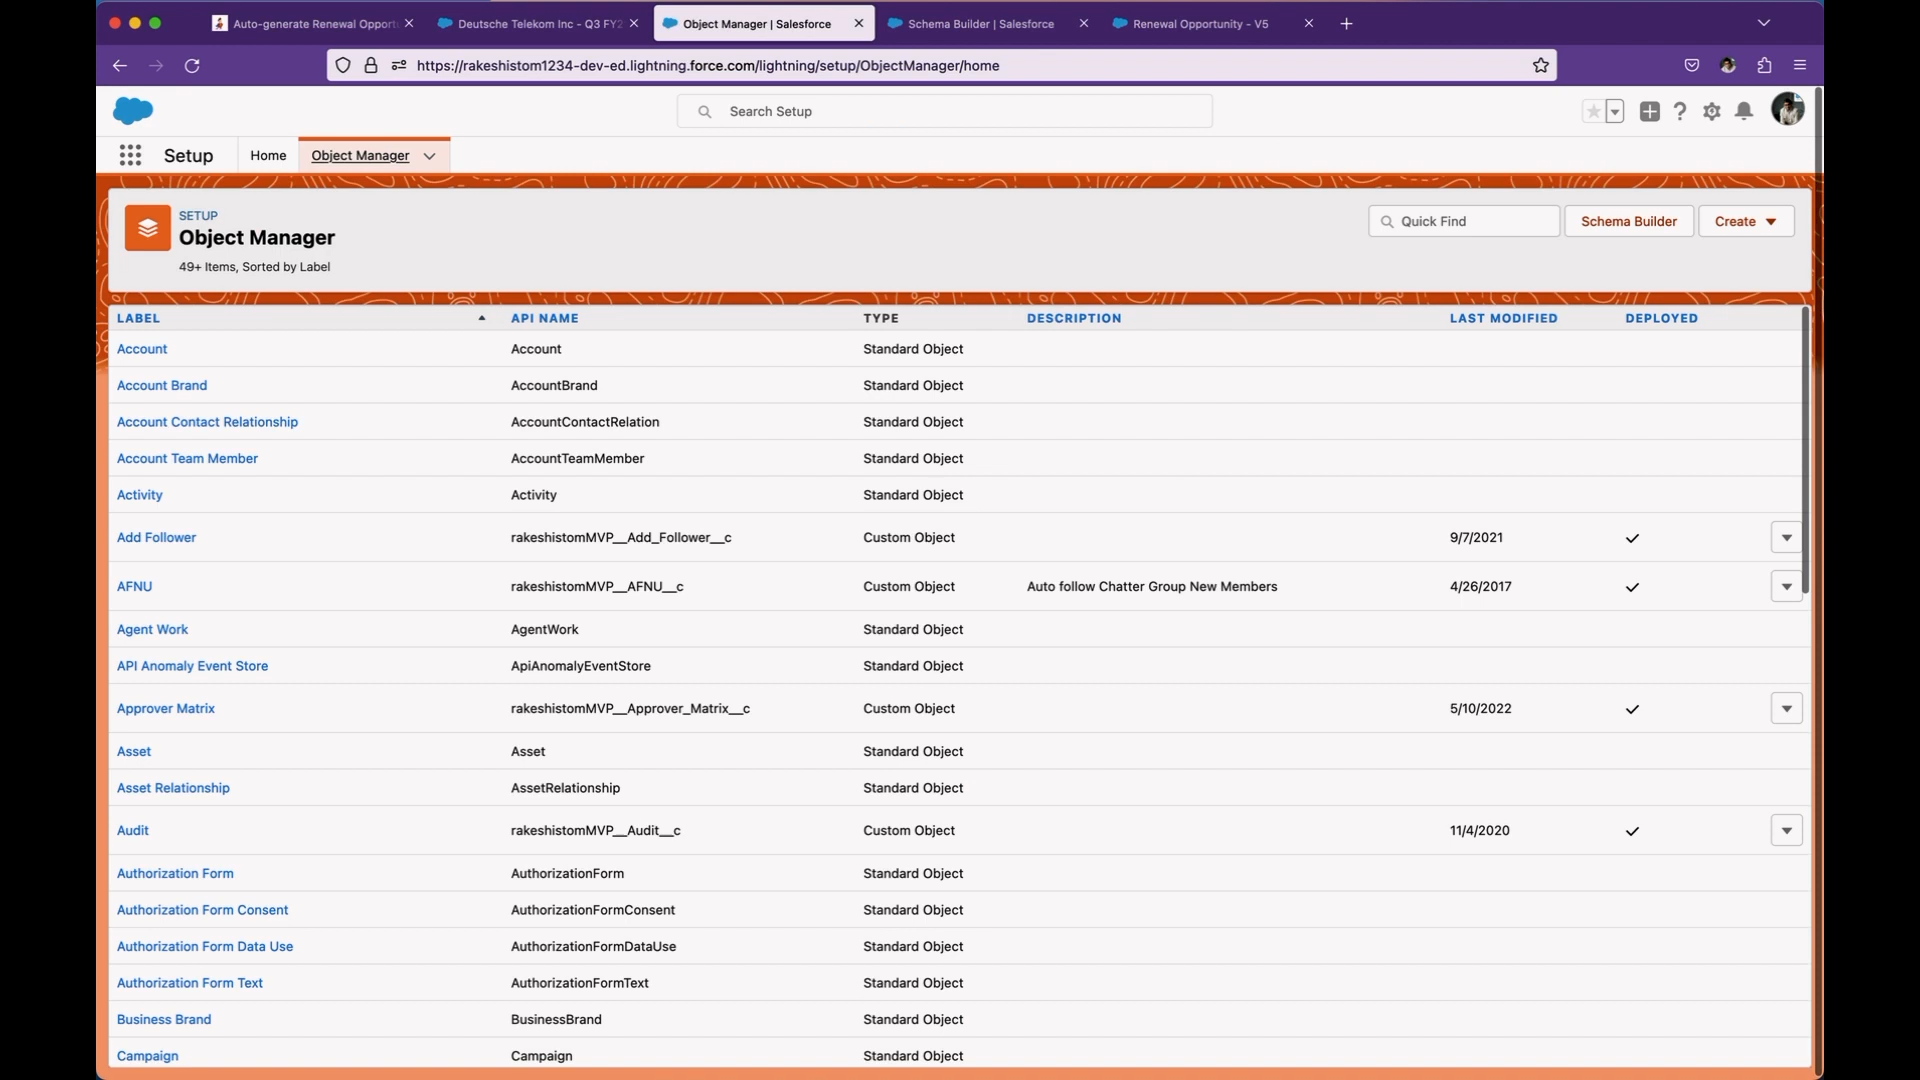 Auto-generate Renewal Opport
Deutsche Telekom Inc - Q3 FY2
Object Manager | Salesforce
Schema Builder | Salesforce
Renewal Opportunity - V5
https://rakeshistom1234-dev-ed.lightning.force.com/lightning/setup/ObjectManager/home
Search Setup
Setup
Home
Object Manager
SETUP
Object Manager
49+ Items, Sorted by Label
Quick Find
Schema Builder
Create
LABEL API NAME TYPE DESCRIPTION LAST MODIFIED DEPLOYED
Account Account Standard Object
Account Brand AccountBrand Standard Object
Account Contact Relationship AccountContactRelation Standard Object
Account Team Member AccountTeamMember Standard Object
Activity Activity Standard Object
Add Follower rakeshistomMVP__Add_Follower__c Custom Object 9/7/2021
AFNU rakeshistomMVP__AFNU__c Custom Object Auto follow Chatter Group New Members 4/26/2017
Agent Work AgentWork Standard Object
API Anomaly Event Store ApiAnomalyEventStore Standard Object
Approver Matrix rakeshistomMVP__Approver_Matrix__c Custom Object 5/10/2022
Asset Asset Standard Object
Asset Relationship AssetRelationship Standard Object
Audit rakeshistomMVP__Audit__c Custom Object 11/4/2020
Authorization Form AuthorizationForm Standard Object
Authorization Form Consent AuthorizationFormConsent Standard Object
Authorization Form Data Use AuthorizationFormDataUse Standard Object
Authorization Form Text AuthorizationFormText Standard Object
Business Brand BusinessBrand Standard Object
Campaign Campaign Standard Object